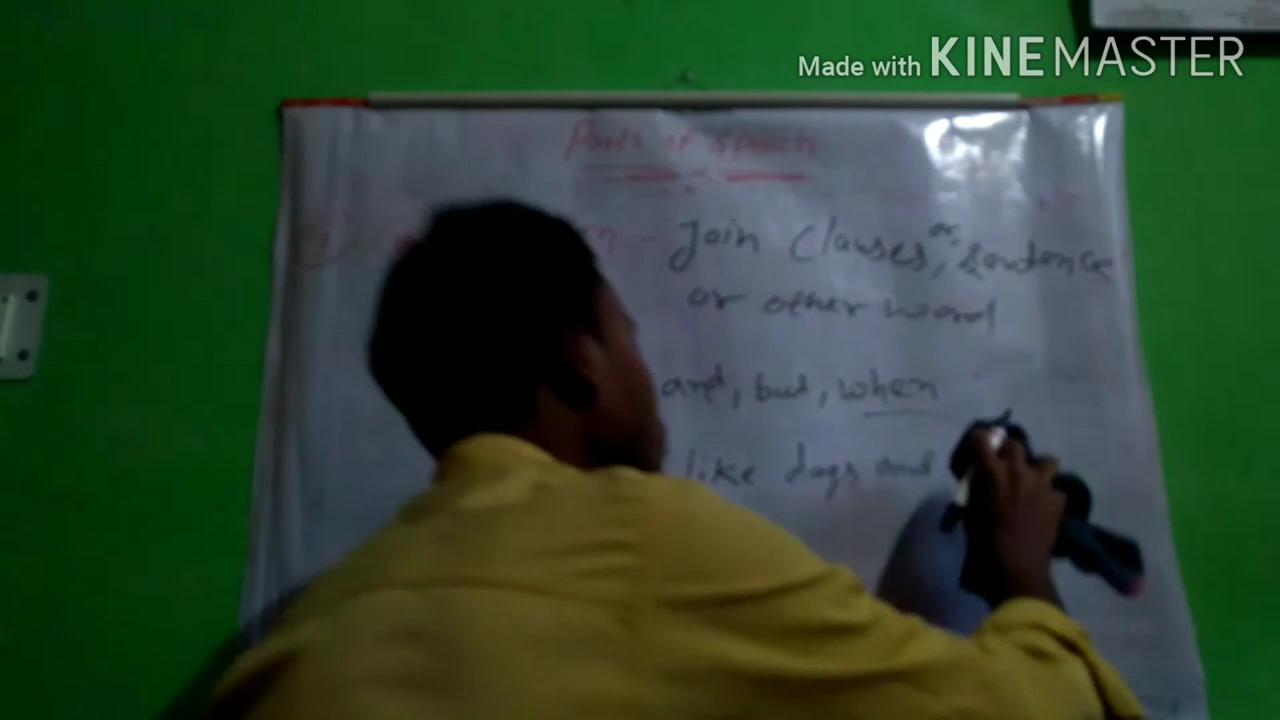 Made with KINEMASTER
Parts of speech
7 - Join Clauses, or, Sentence
or other word
and, but, when
like dogs and